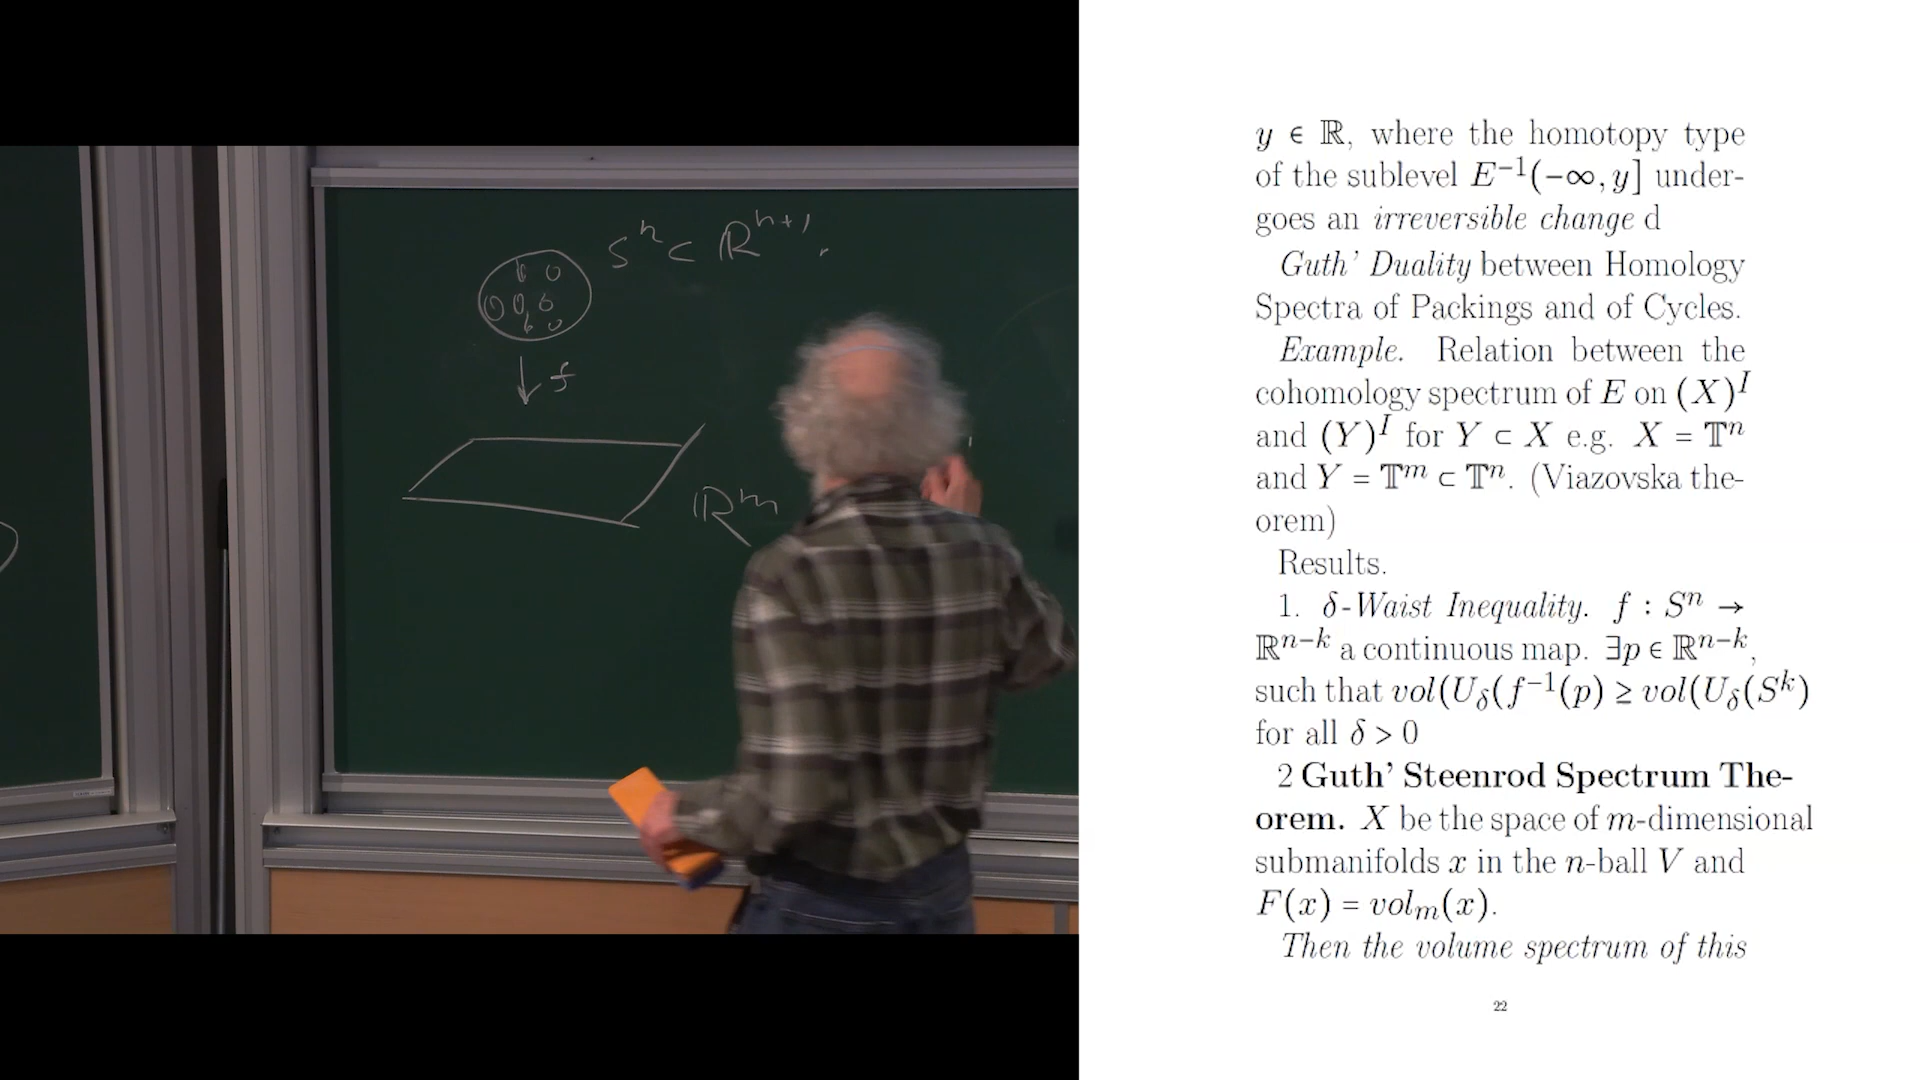 S^n ⊂ ℝ^{n+1}.
↓ f
ℝ^m
y ∈ ℝ, where the homotopy type
of the sublevel E^{−1}(−∞, y] under-
goes an irreversible change d
Guth' Duality between Homology
Spectra of Packings and of Cycles.
Example. Relation between the
cohomology spectrum of E on (X)^I
and (Y)^I for Y ⊂ X e.g. X = 𝕋^n
and Y = 𝕋^m ⊂ 𝕋^n. (Viazovska the-
orem)
Results.
1. δ-Waist Inequality. f : S^n →
ℝ^{n−k} a continuous map. ∃p ∈ ℝ^{n−k},
such that vol(U_δ(f^{−1}(p) ≥ vol(U_δ(S^k)
for all δ > 0
2 Guth' Steenrod Spectrum The-
orem. X be the space of m-dimensional
submanifolds x in the n-ball V and
F(x) = vol_m(x).
Then the volume spectrum of this
22